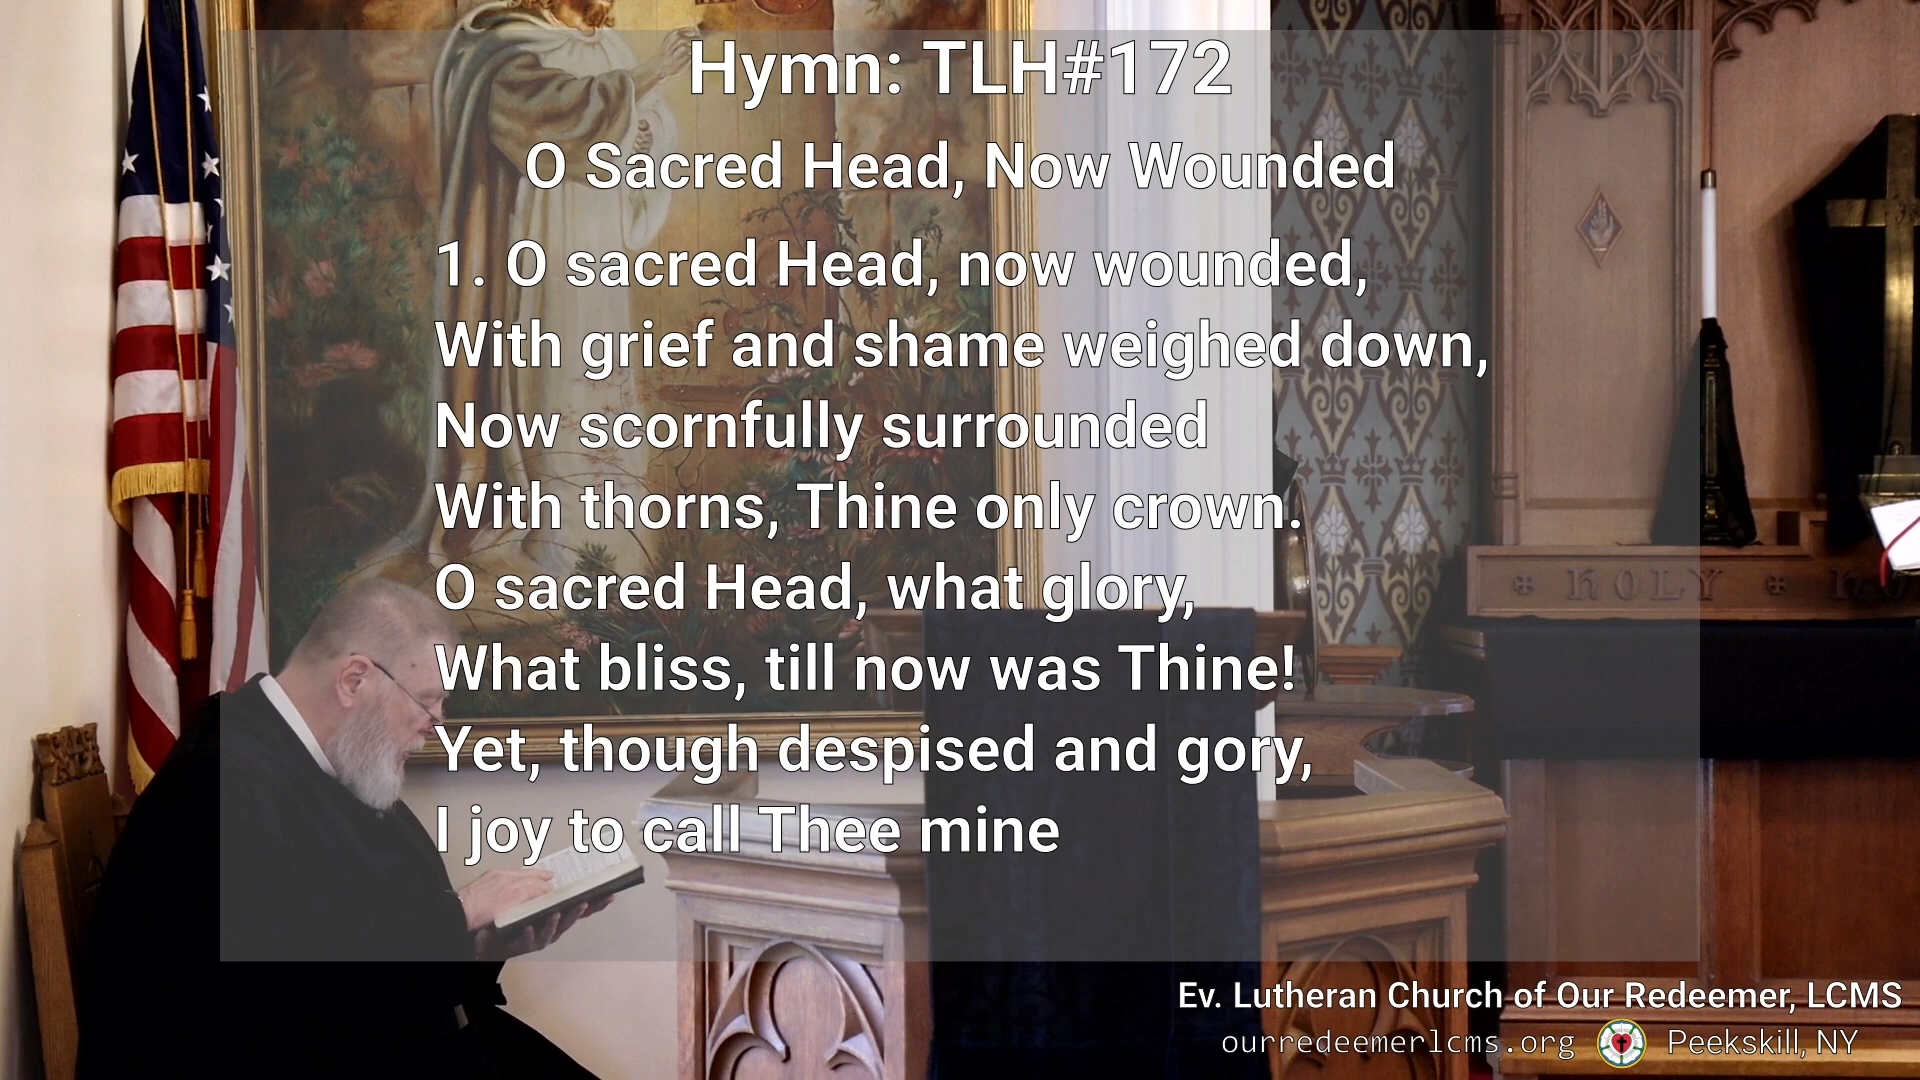 Hymn: TLH#172
O Sacred Head, Now Wounded
1. O sacred Head, now wounded,
With grief and shame weighed down,
Now scornfully surrounded
With thorns, Thine only crown.
O sacred Head, what glory,
What bliss, till now was Thine!
Yet, though despised and gory,
I joy to call Thee mine
HOLY
Ev. Lutheran Church of Our Redeemer, LCMS
ourredeemerlcms.org Peekskill, NY